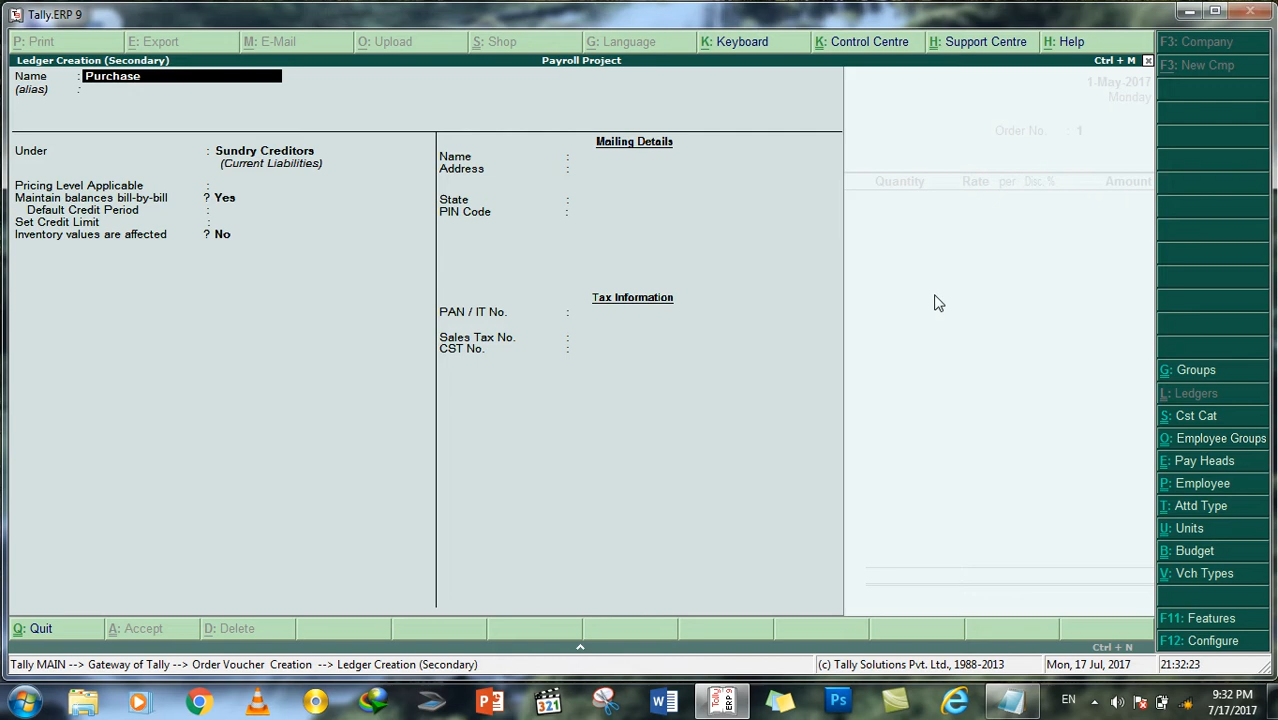 Tally.ERP 9
P: Print
E: Export
M: E-Mail
O: Upload
S: Shop
G: Language
K: Keyboard
K: Control Centre
H: Support Centre
H: Help
F3: Company
Ledger Creation (Secondary)
Payroll Project
Ctrl + M
F3: New Cmp
Name : Purchase
(alias) :
1-May-2017
Monday
Order No. : 1
Under : Sundry Creditors
(Current Liabilities)
Pricing Level Applicable :
Maintain balances bill-by-bill ? Yes
Default Credit Period :
Set Credit Limit :
Inventory values are affected ? No
Mailing Details
Name :
Address :
State :
PIN Code :
Tax Information
PAN / IT No. :
Sales Tax No. :
CST No. :
Quantity Rate per Disc. % Amount
G: Groups
L: Ledgers
S: Cst Cat
O: Employee Groups
E: Pay Heads
P: Employee
T: Attd Type
U: Units
B: Budget
V: Vch Types
F11: Features
F12: Configure
Q: Quit
A: Accept
D: Delete
Ctrl + N
Tally MAIN --> Gateway of Tally --> Order Voucher Creation --> Ledger Creation (Secondary)
(c) Tally Solutions Pvt. Ltd., 1988-2013
Mon, 17 Jul, 2017
21:32:23
321
Tally
ERP 9
Ps
EN
9:32 PM
7/17/2017